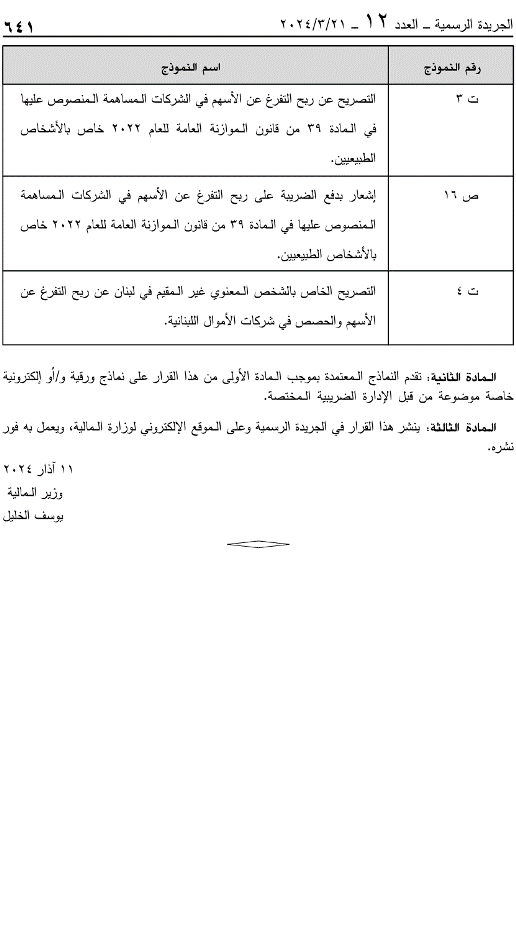 الجريدة الرسمية ــ العدد ١٢ ــ ٢٠٢٤/٣/٢١ ٦٤١
رقم النموذج اسم النموذج
ت ٣ التصريح عن ربح التفرغ عن الأسهم في الشركات المساهمة المنصوص عليها
في المادة ٣٩ من قانون الموازنة العامة للعام ٢٠٢٢ خاص بالأشخاص
الطبيعيين.
ص ١٦ إشعار بدفع الضريبة على ربح التفرغ عن الأسهم في الشركات المساهمة
المنصوص عليها في المادة ٣٩ من قانون الموازنة العامة للعام ٢٠٢٢ خاص
بالأشخاص الطبيعيين.
ت ٤ التصريح الخاص بالشخص المعنوي غير المقيم في لبنان عن ربح التفرغ عن
الأسهم والحصص في شركات الأموال اللبنانية.
المادة الثانية: تقدم النماذج المعتمدة بموجب المادة الأولى من هذا القرار على نماذج ورقية و/أو إلكترونية
خاصة موضوعة من قبل الإدارة الضريبية المختصة.
المادة الثالثة: ينشر هذا القرار في الجريدة الرسمية وعلى الموقع الإلكتروني لوزارة المالية، ويعمل به فور
نشره.
١١ آذار ٢٠٢٤
وزير المالية
يوسف الخليل